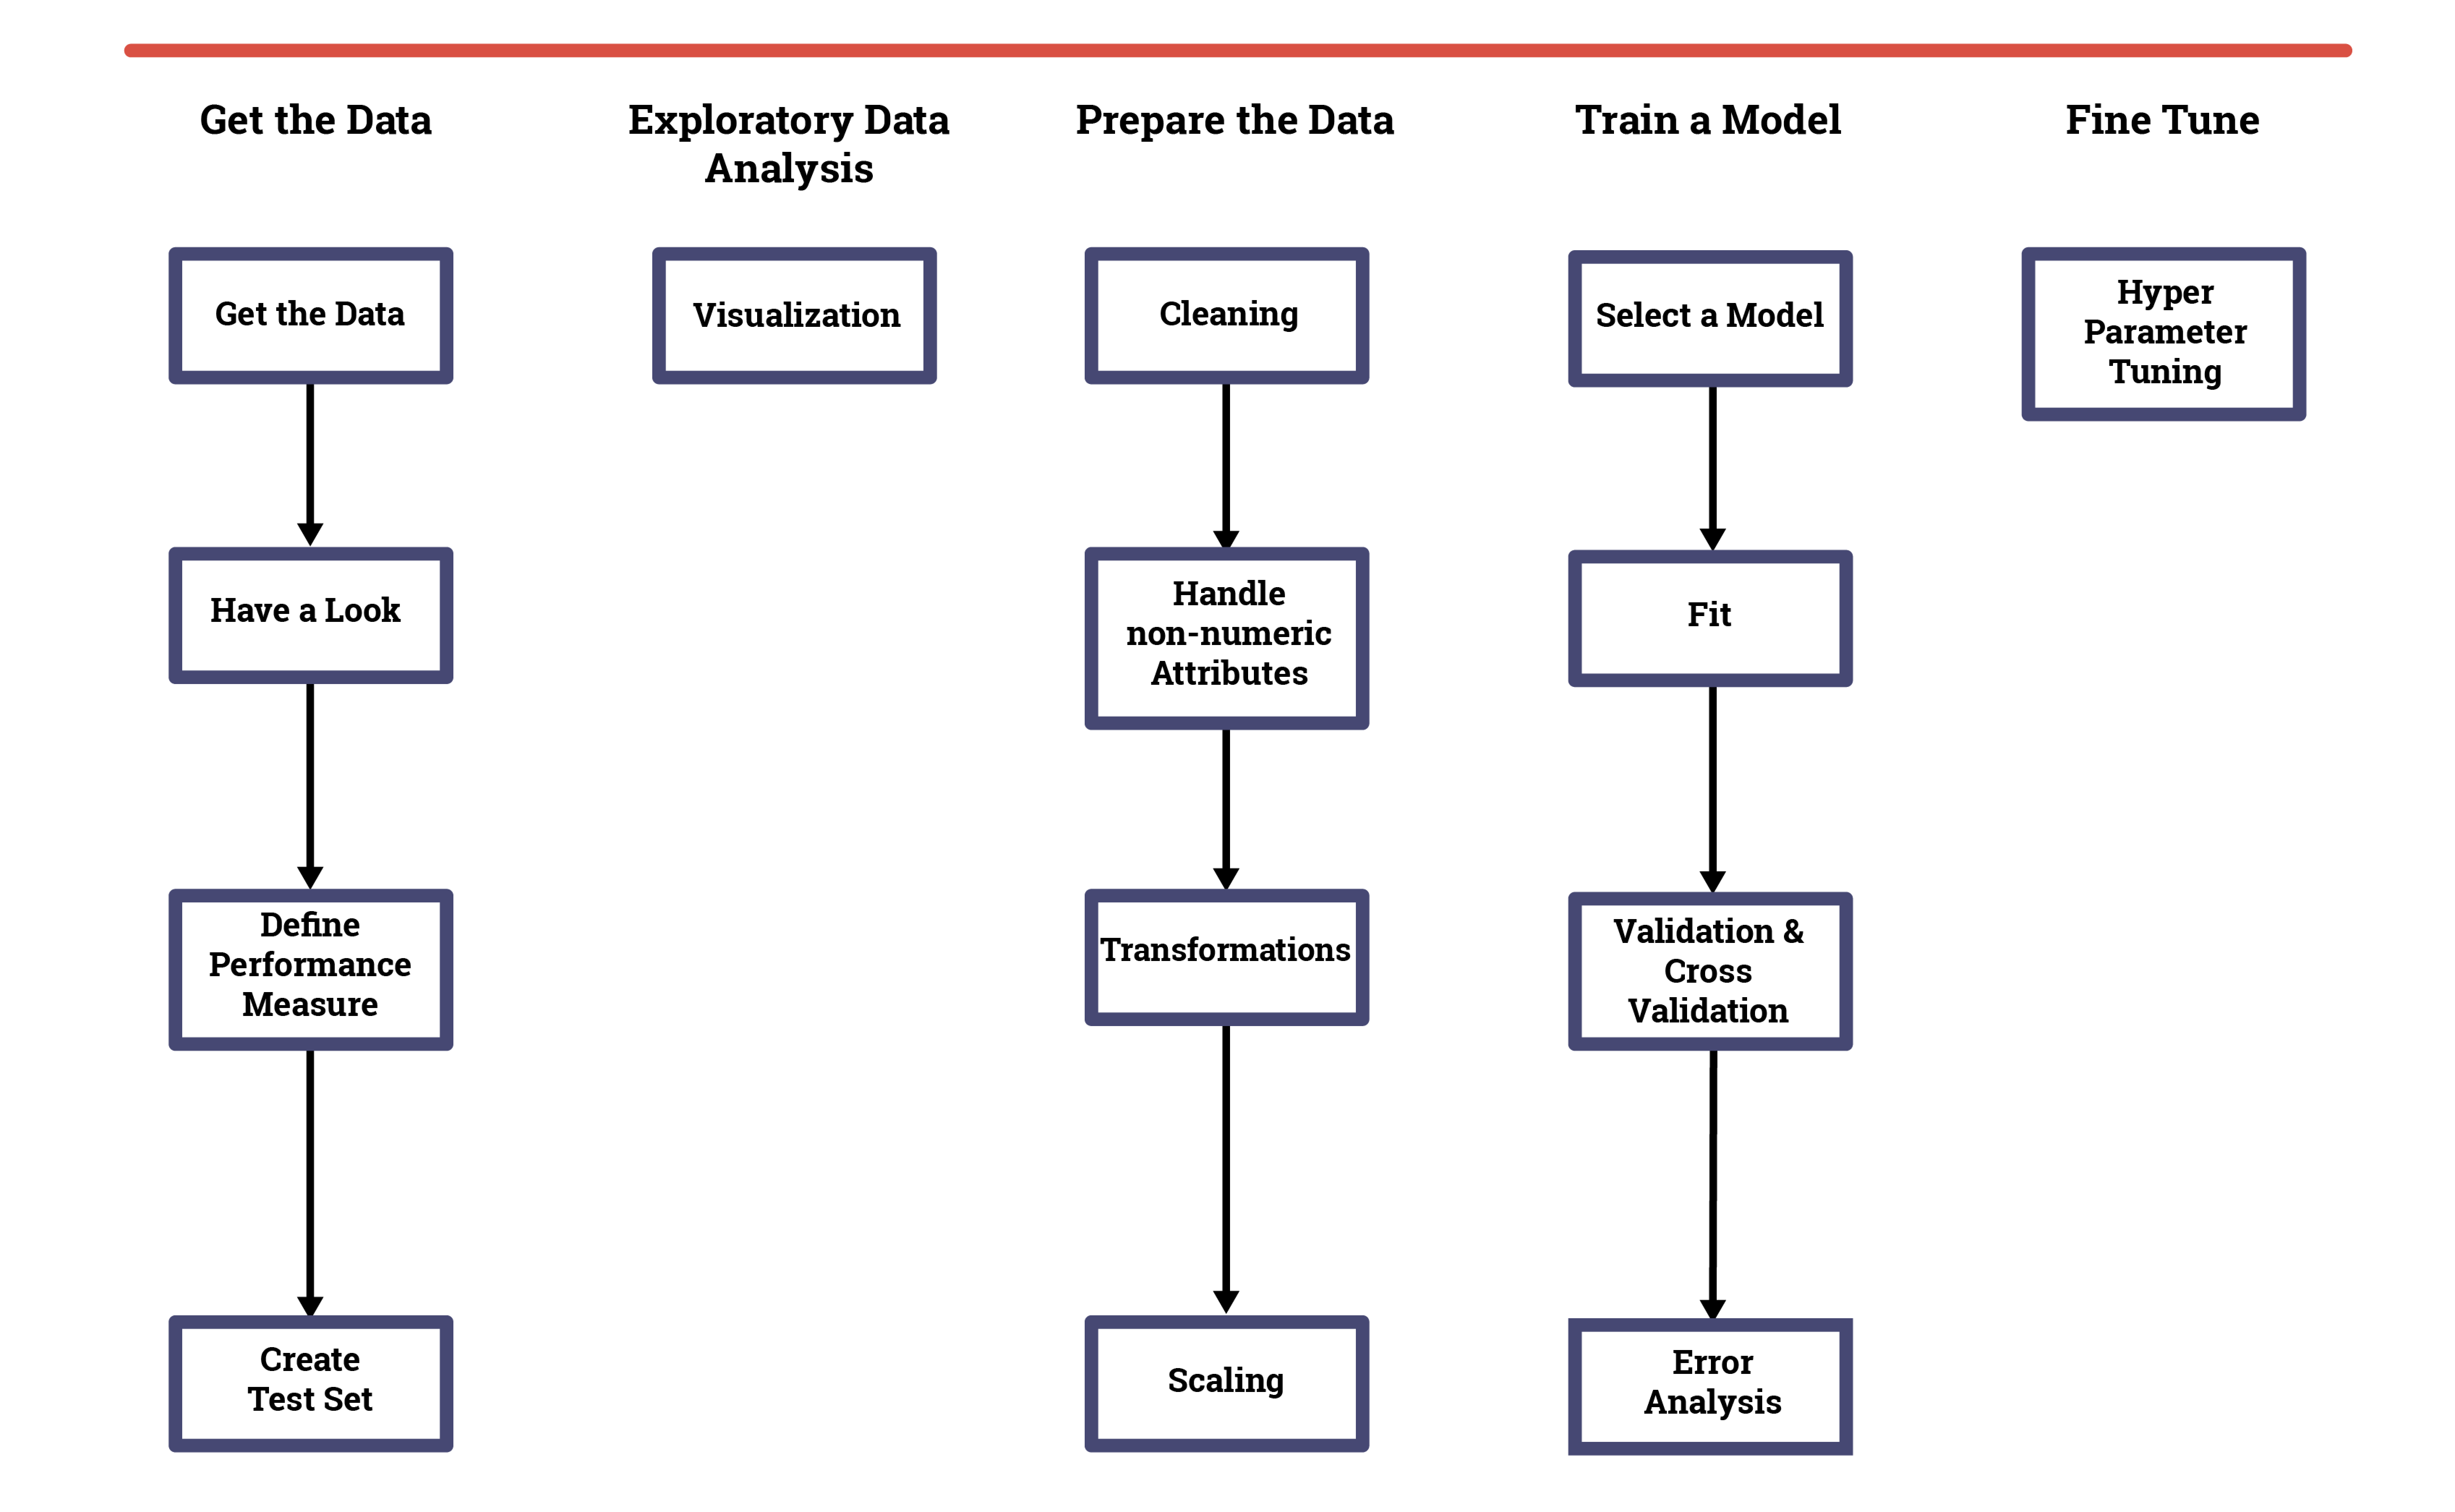 Get the Data
Exploratory Data
Analysis
Prepare the Data
Train a Model
Fine Tune
Get the Data
Have a Look
Define
Performance
Measure
Create
Test Set
Visualization
Cleaning
Handle
non-numeric
Attributes
Transformations
Scaling
Select a Model
Fit
Validation &
Cross
Validation
Error
Analysis
Hyper
Parameter
Tuning